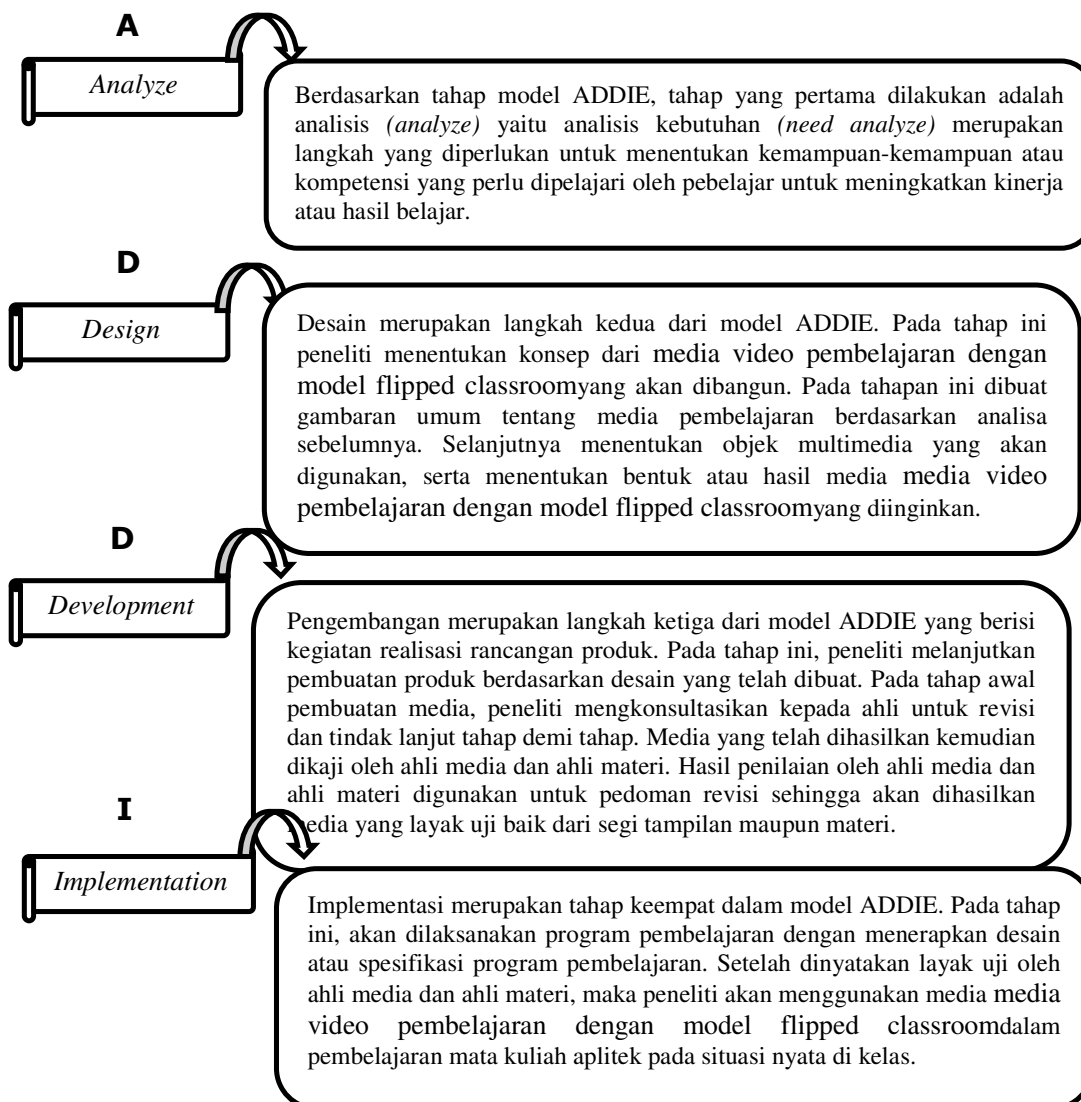 A
Analyze
Berdasarkan tahap model ADDIE, tahap yang pertama dilakukan adalah
analisis (analyze) yaitu analisis kebutuhan (need analyze) merupakan
langkah yang diperlukan untuk menentukan kemampuan-kemampuan atau
kompetensi yang perlu dipelajari oleh pebelajar untuk meningkatkan kinerja
atau hasil belajar.
D
Design
Desain merupakan langkah kedua dari model ADDIE. Pada tahap ini
peneliti menentukan konsep dari media video pembelajaran dengan
model flipped classroomyang akan dibangun. Pada tahapan ini dibuat
gambaran umum tentang media pembelajaran berdasarkan analisa
sebelumnya. Selanjutnya menentukan objek multimedia yang akan
digunakan, serta menentukan bentuk atau hasil media media video
pembelajaran dengan model flipped classroomyang diinginkan.
D
Development
Pengembangan merupakan langkah ketiga dari model ADDIE yang berisi
kegiatan realisasi rancangan produk. Pada tahap ini, peneliti melanjutkan
pembuatan produk berdasarkan desain yang telah dibuat. Pada tahap awal
pembuatan media, peneliti mengkonsultasikan kepada ahli untuk revisi
dan tindak lanjut tahap demi tahap. Media yang telah dihasilkan kemudian
dikaji oleh ahli media dan ahli materi. Hasil penilaian oleh ahli media dan
ahli materi digunakan untuk pedoman revisi sehingga akan dihasilkan
media yang layak uji baik dari segi tampilan maupun materi.
I
Implementation
Implementasi merupakan tahap keempat dalam model ADDIE. Pada tahap
ini, akan dilaksanakan program pembelajaran dengan menerapkan desain
atau spesifikasi program pembelajaran. Setelah dinyatakan layak uji oleh
ahli media dan ahli materi, maka peneliti akan menggunakan media media
video pembelajaran dengan model flipped classroomdalam
pembelajaran mata kuliah aplitek pada situasi nyata di kelas.